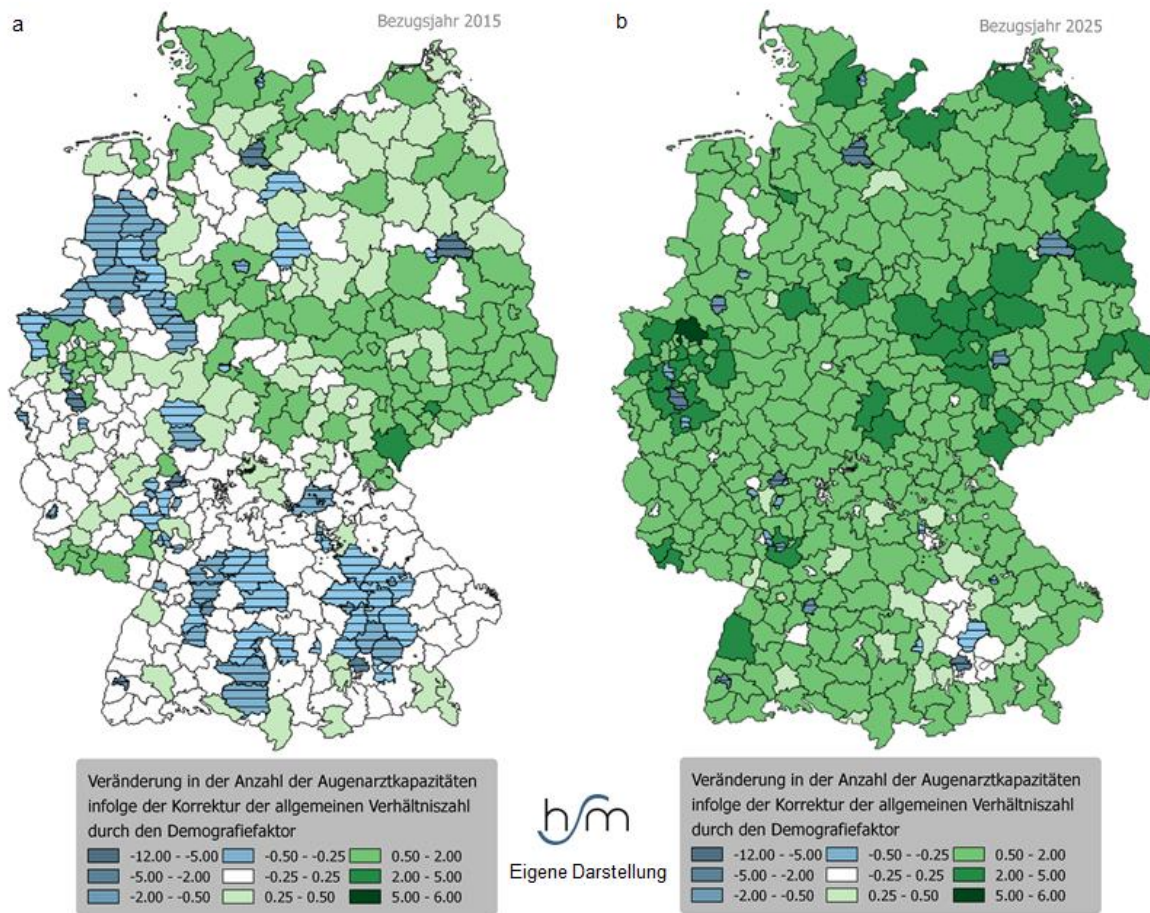 a
Bezugsjahr 2015
b
Bezugsjahr 2025
Veränderung in der Anzahl der Augenarztkapazitäten
infolge der Korrektur der allgemeinen Verhältniszahl
durch den Demografiefaktor
-12.00 - -5.00 -0.50 - -0.25 0.50 - 2.00
-5.00 - -2.00 -0.25 - 0.25 2.00 - 5.00
-2.00 - -0.50 0.25 - 0.50 5.00 - 6.00
hsm
Eigene Darstellung
Veränderung in der Anzahl der Augenarztkapazitäten
infolge der Korrektur der allgemeinen Verhältniszahl
durch den Demografiefaktor
-12.00 - -5.00 -0.50 - -0.25 0.50 - 2.00
-5.00 - -2.00 -0.25 - 0.25 2.00 - 5.00
-2.00 - -0.50 0.25 - 0.50 5.00 - 6.00